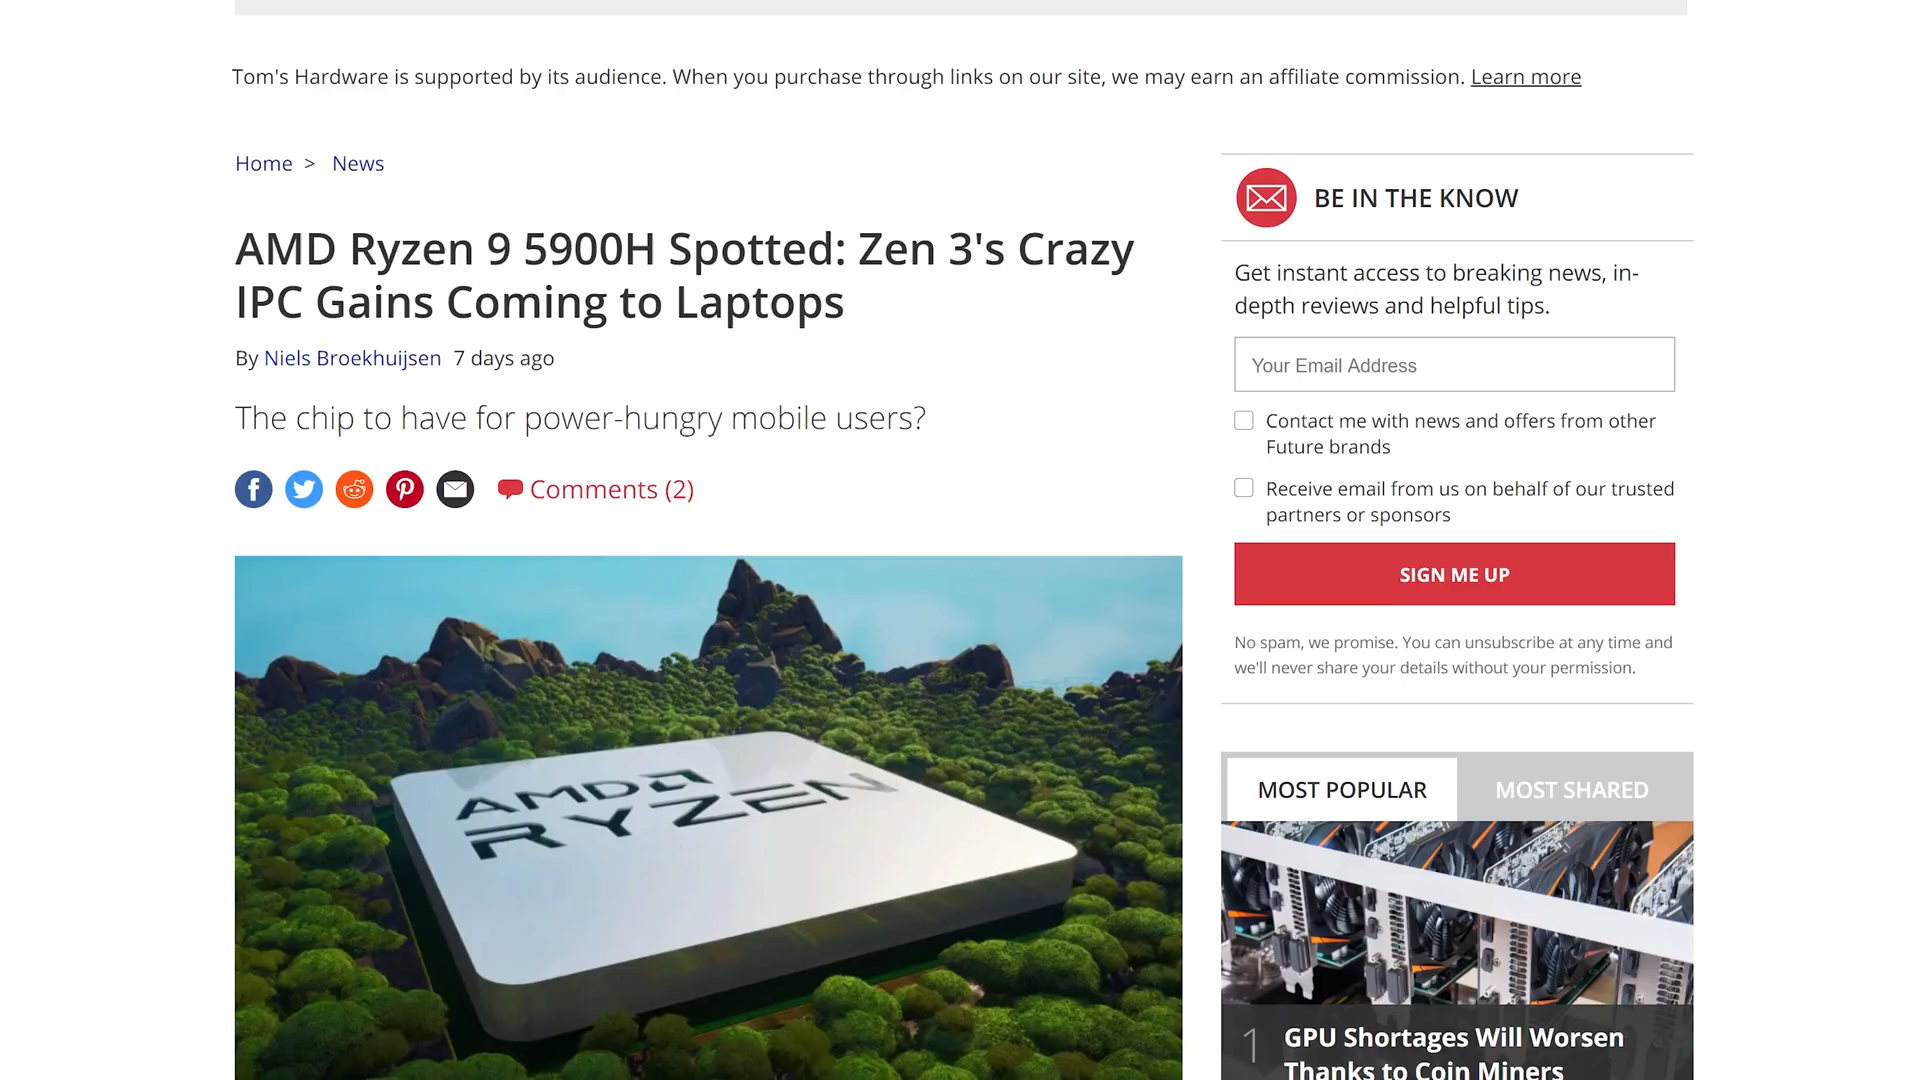 Tom's Hardware is supported by its audience. When you purchase through links on our site, we may earn an affiliate commission. Learn more
Home > News
AMD Ryzen 9 5900H Spotted: Zen 3's Crazy
IPC Gains Coming to Laptops
By Niels Broekhuijsen 7 days ago
The chip to have for power-hungry mobile users?
Comments (2)
AMD
RYZEN
BE IN THE KNOW
Get instant access to breaking news, in-
depth reviews and helpful tips.
Your Email Address
Contact me with news and offers from other
Future brands
Receive email from us on behalf of our trusted
partners or sponsors
SIGN ME UP
No spam, we promise. You can unsubscribe at any time and
we'll never share your details without your permission.
MOST POPULAR
MOST SHARED
1
GPU Shortages Will Worsen
Thanks to Coin Miners